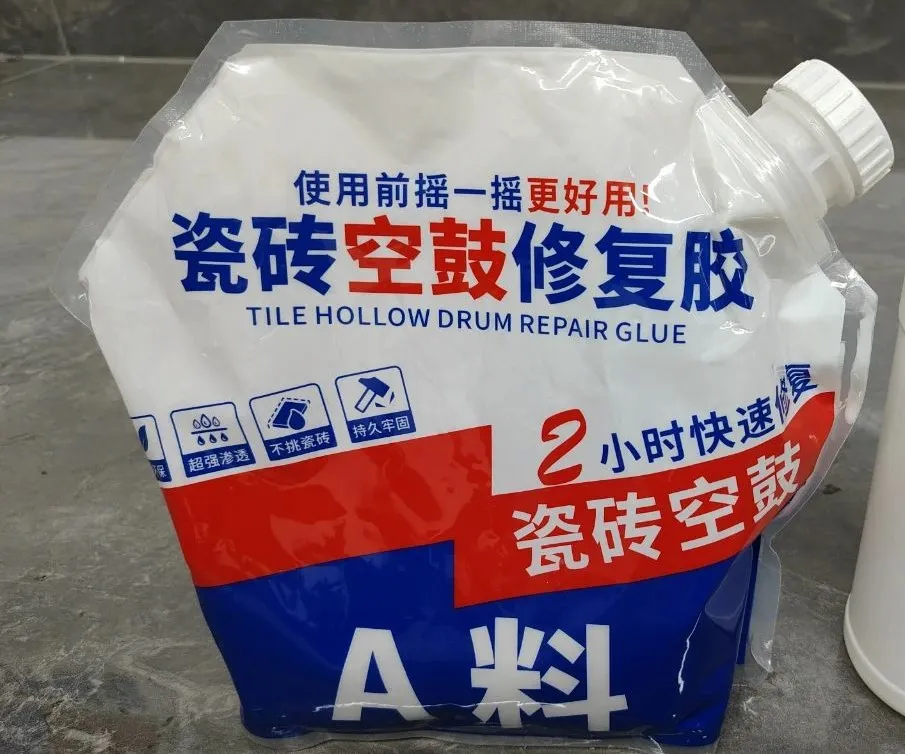 使用前摇一摇更好用!
瓷砖空鼓修复胶
TILE HOLLOW DRUM REPAIR GLUE
保
超强渗透
不挑瓷砖
持久牢固
2小时快速修复
瓷砖空鼓
A料